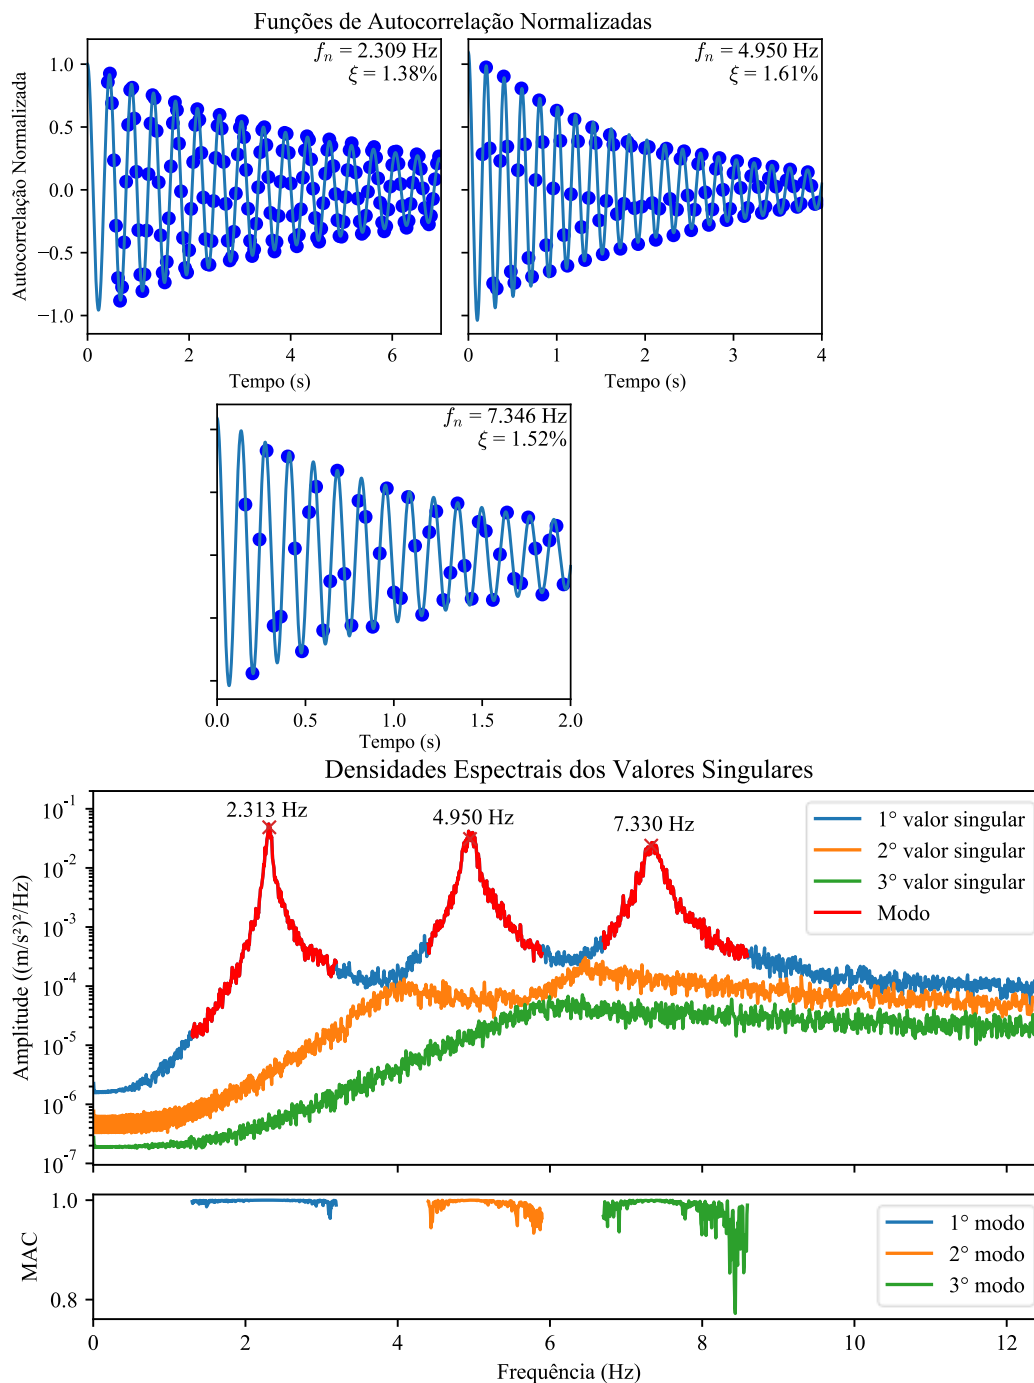 Funções de Autocorrelação Normalizadas
f_n = 2.309 Hz
ξ = 1.38%
f_n = 4.950 Hz
ξ = 1.61%
Autocorrelação Normalizada
1.0
0.5
0.0
−0.5
−1.0
0 2 4 6
0 1 2 3 4
Tempo (s)
Tempo (s)
f_n = 7.346 Hz
ξ = 1.52%
0.0 0.5 1.0 1.5 2.0
Tempo (s)
Densidades Espectrais dos Valores Singulares
2.313 Hz
4.950 Hz
7.330 Hz
1° valor singular
2° valor singular
3° valor singular
Modo
Amplitude ((m/s²)²/Hz)
10⁻¹
10⁻²
10⁻³
10⁻⁴
10⁻⁵
10⁻⁶
10⁻⁷
MAC
1.0
0.8
1° modo
2° modo
3° modo
0 2 4 6 8 10 12
Frequência (Hz)